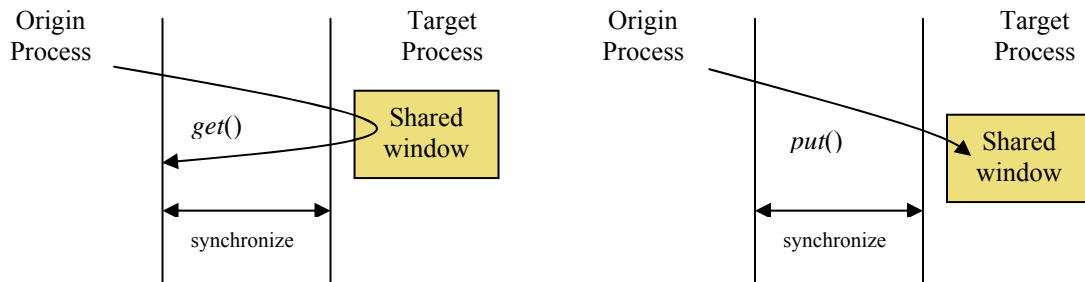 Origin
Process
Target
Process
get()
Shared
window
synchronize
Origin
Process
Target
Process
put()
Shared
window
synchronize